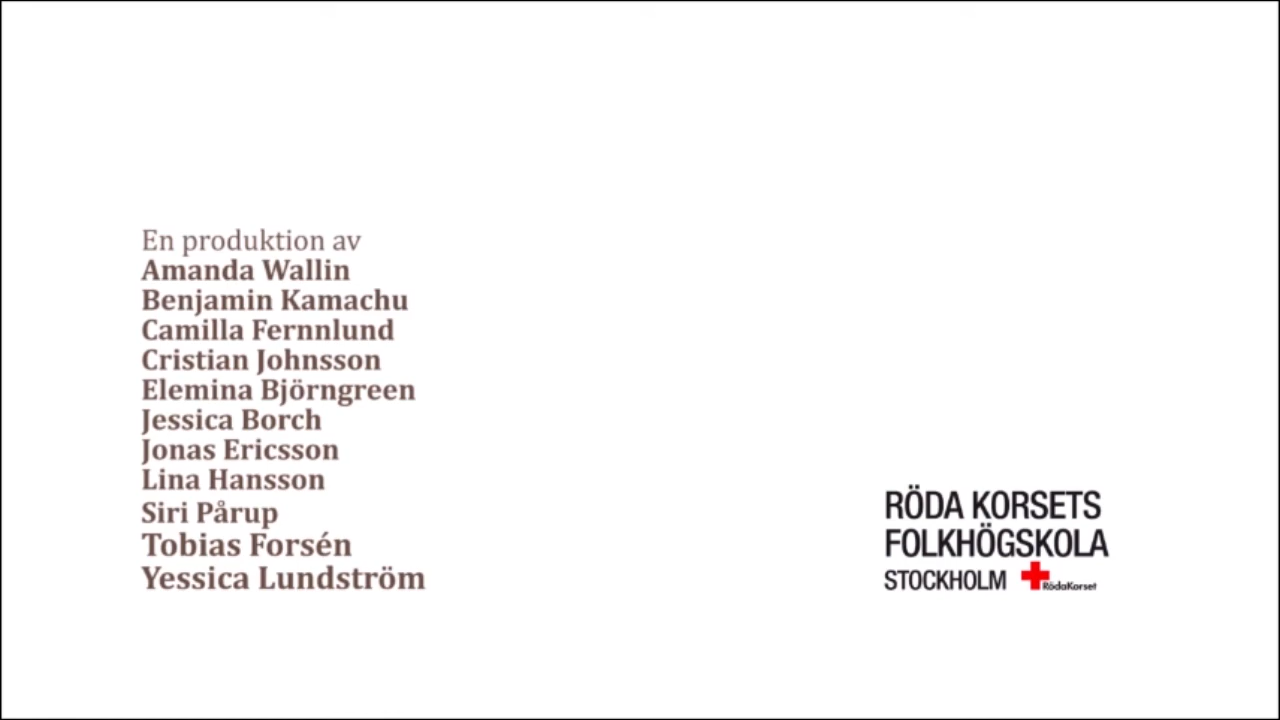 En produktion av
Amanda Wallin
Benjamin Kamachu
Camilla Fernnlund
Cristian Johnsson
Elemina Björngreen
Jessica Borch
Jonas Ericsson
Lina Hansson
Siri Pårup
Tobias Forsén
Yessica Lundström
RÖDA KORSETS
FOLKHÖGSKOLA
STOCKHOLM RödaKorset